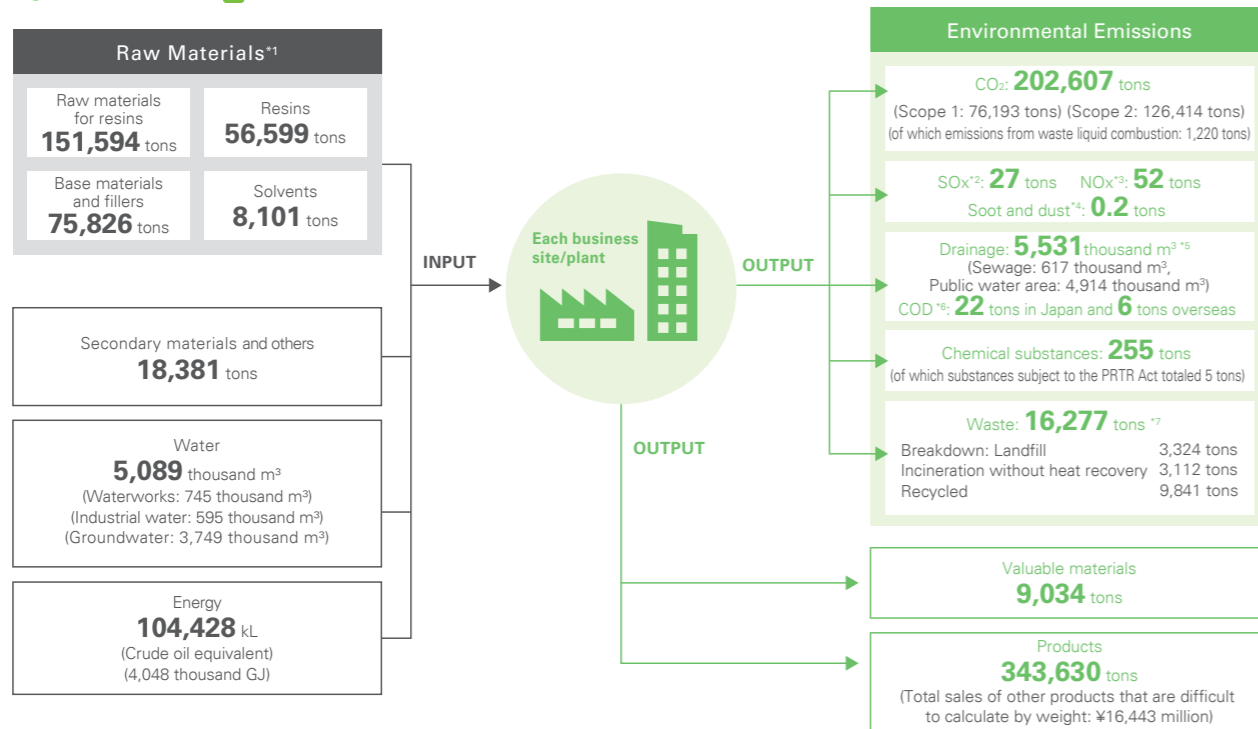 Raw Materials*1
Raw materials
for resins
151,594 tons
Resins
56,599 tons
Base materials
and fillers
75,826 tons
Solvents
8,101 tons
Secondary materials and others
18,381 tons
Water
5,089 thousand m³
(Waterworks: 745 thousand m³)
(Industrial water: 595 thousand m³)
(Groundwater: 3,749 thousand m³)
Energy
104,428 kL
(Crude oil equivalent)
(4,048 thousand GJ)
INPUT
Each business
site/plant
OUTPUT
OUTPUT
Environmental Emissions
CO₂: 202,607 tons
(Scope 1: 76,193 tons) (Scope 2: 126,414 tons)
(of which emissions from waste liquid combustion: 1,220 tons)
SOx*2: 27 tons NOx*3: 52 tons
Soot and dust*4: 0.2 tons
Drainage: 5,531 thousand m³ *5
(Sewage: 617 thousand m³,
Public water area: 4,914 thousand m³)
COD *6: 22 tons in Japan and 6 tons overseas
Chemical substances: 255 tons
(of which substances subject to the PRTR Act totaled 5 tons)
Waste: 16,277 tons *7
Breakdown: Landfill 3,324 tons
Incineration without heat recovery 3,112 tons
Recycled 9,841 tons
Valuable materials
9,034 tons
Products
343,630 tons
(Total sales of other products that are difficult
to calculate by weight: ¥16,443 million)